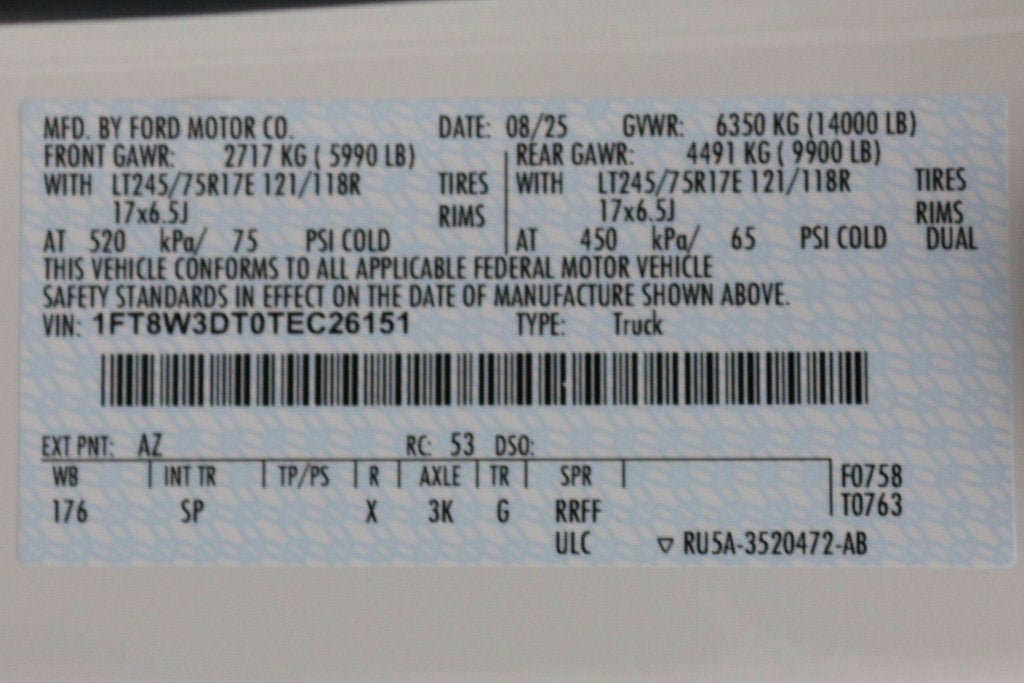 MFD. BY FORD MOTOR CO. DATE: 08/25 GVWR: 6350 KG (14000 LB)
FRONT GAWR: 2717 KG ( 5990 LB) REAR GAWR: 4491 KG ( 9900 LB)
WITH LT245/75R17E 121/118R TIRES WITH LT245/75R17E 121/118R TIRES
17x6.5J RIMS 17x6.5J RIMS
AT 520 kPa/ 75 PSI COLD AT 450 kPa/ 65 PSI COLD DUAL
THIS VEHICLE CONFORMS TO ALL APPLICABLE FEDERAL MOTOR VEHICLE
SAFETY STANDARDS IN EFFECT ON THE DATE OF MANUFACTURE SHOWN ABOVE.
VIN: 1FT8W3DT0TEC26151 TYPE: Truck
EXT PNT: AZ RC: 53 DSO:
WB INT TR TP/PS R AXLE TR SPR F0758
176 SP X 3K G RRFF T0763
ULC ▽ RU5A-3520472-AB